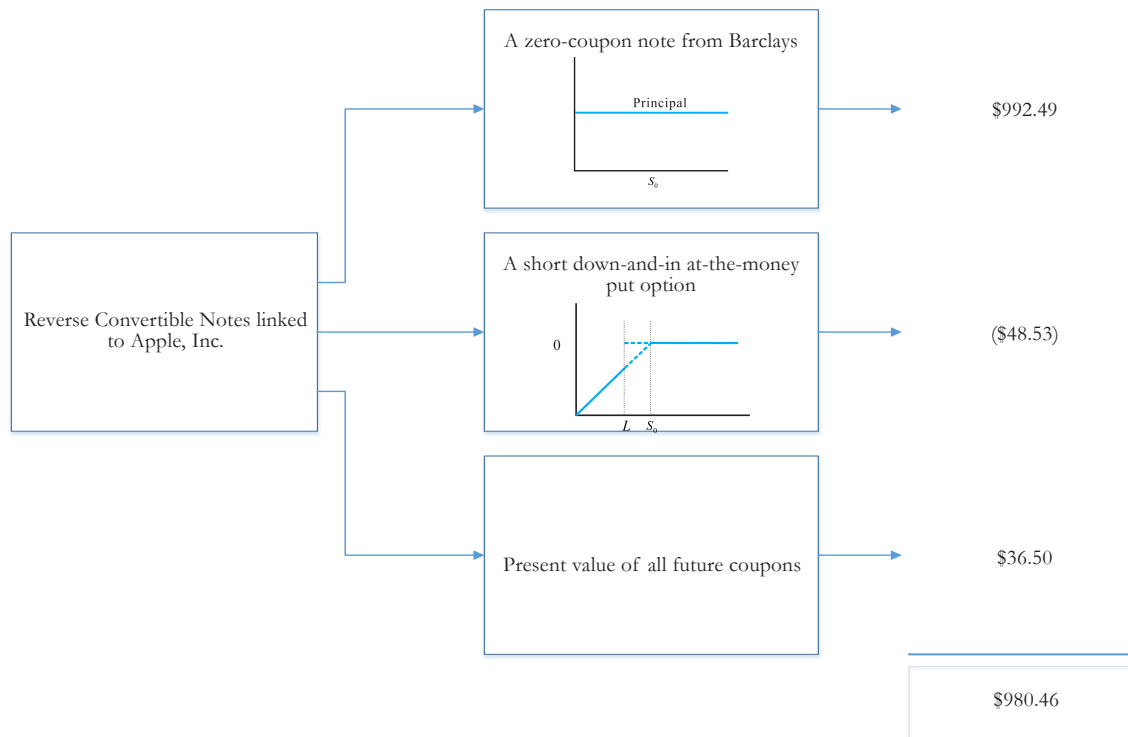 A zero-coupon note from Barclays
Principal
S₀
$992.49
Reverse Convertible Notes linked
to Apple, Inc.
A short down-and-in at-the-money
put option
0
L S₀
($48.53)
Present value of all future coupons
$36.50
$980.46